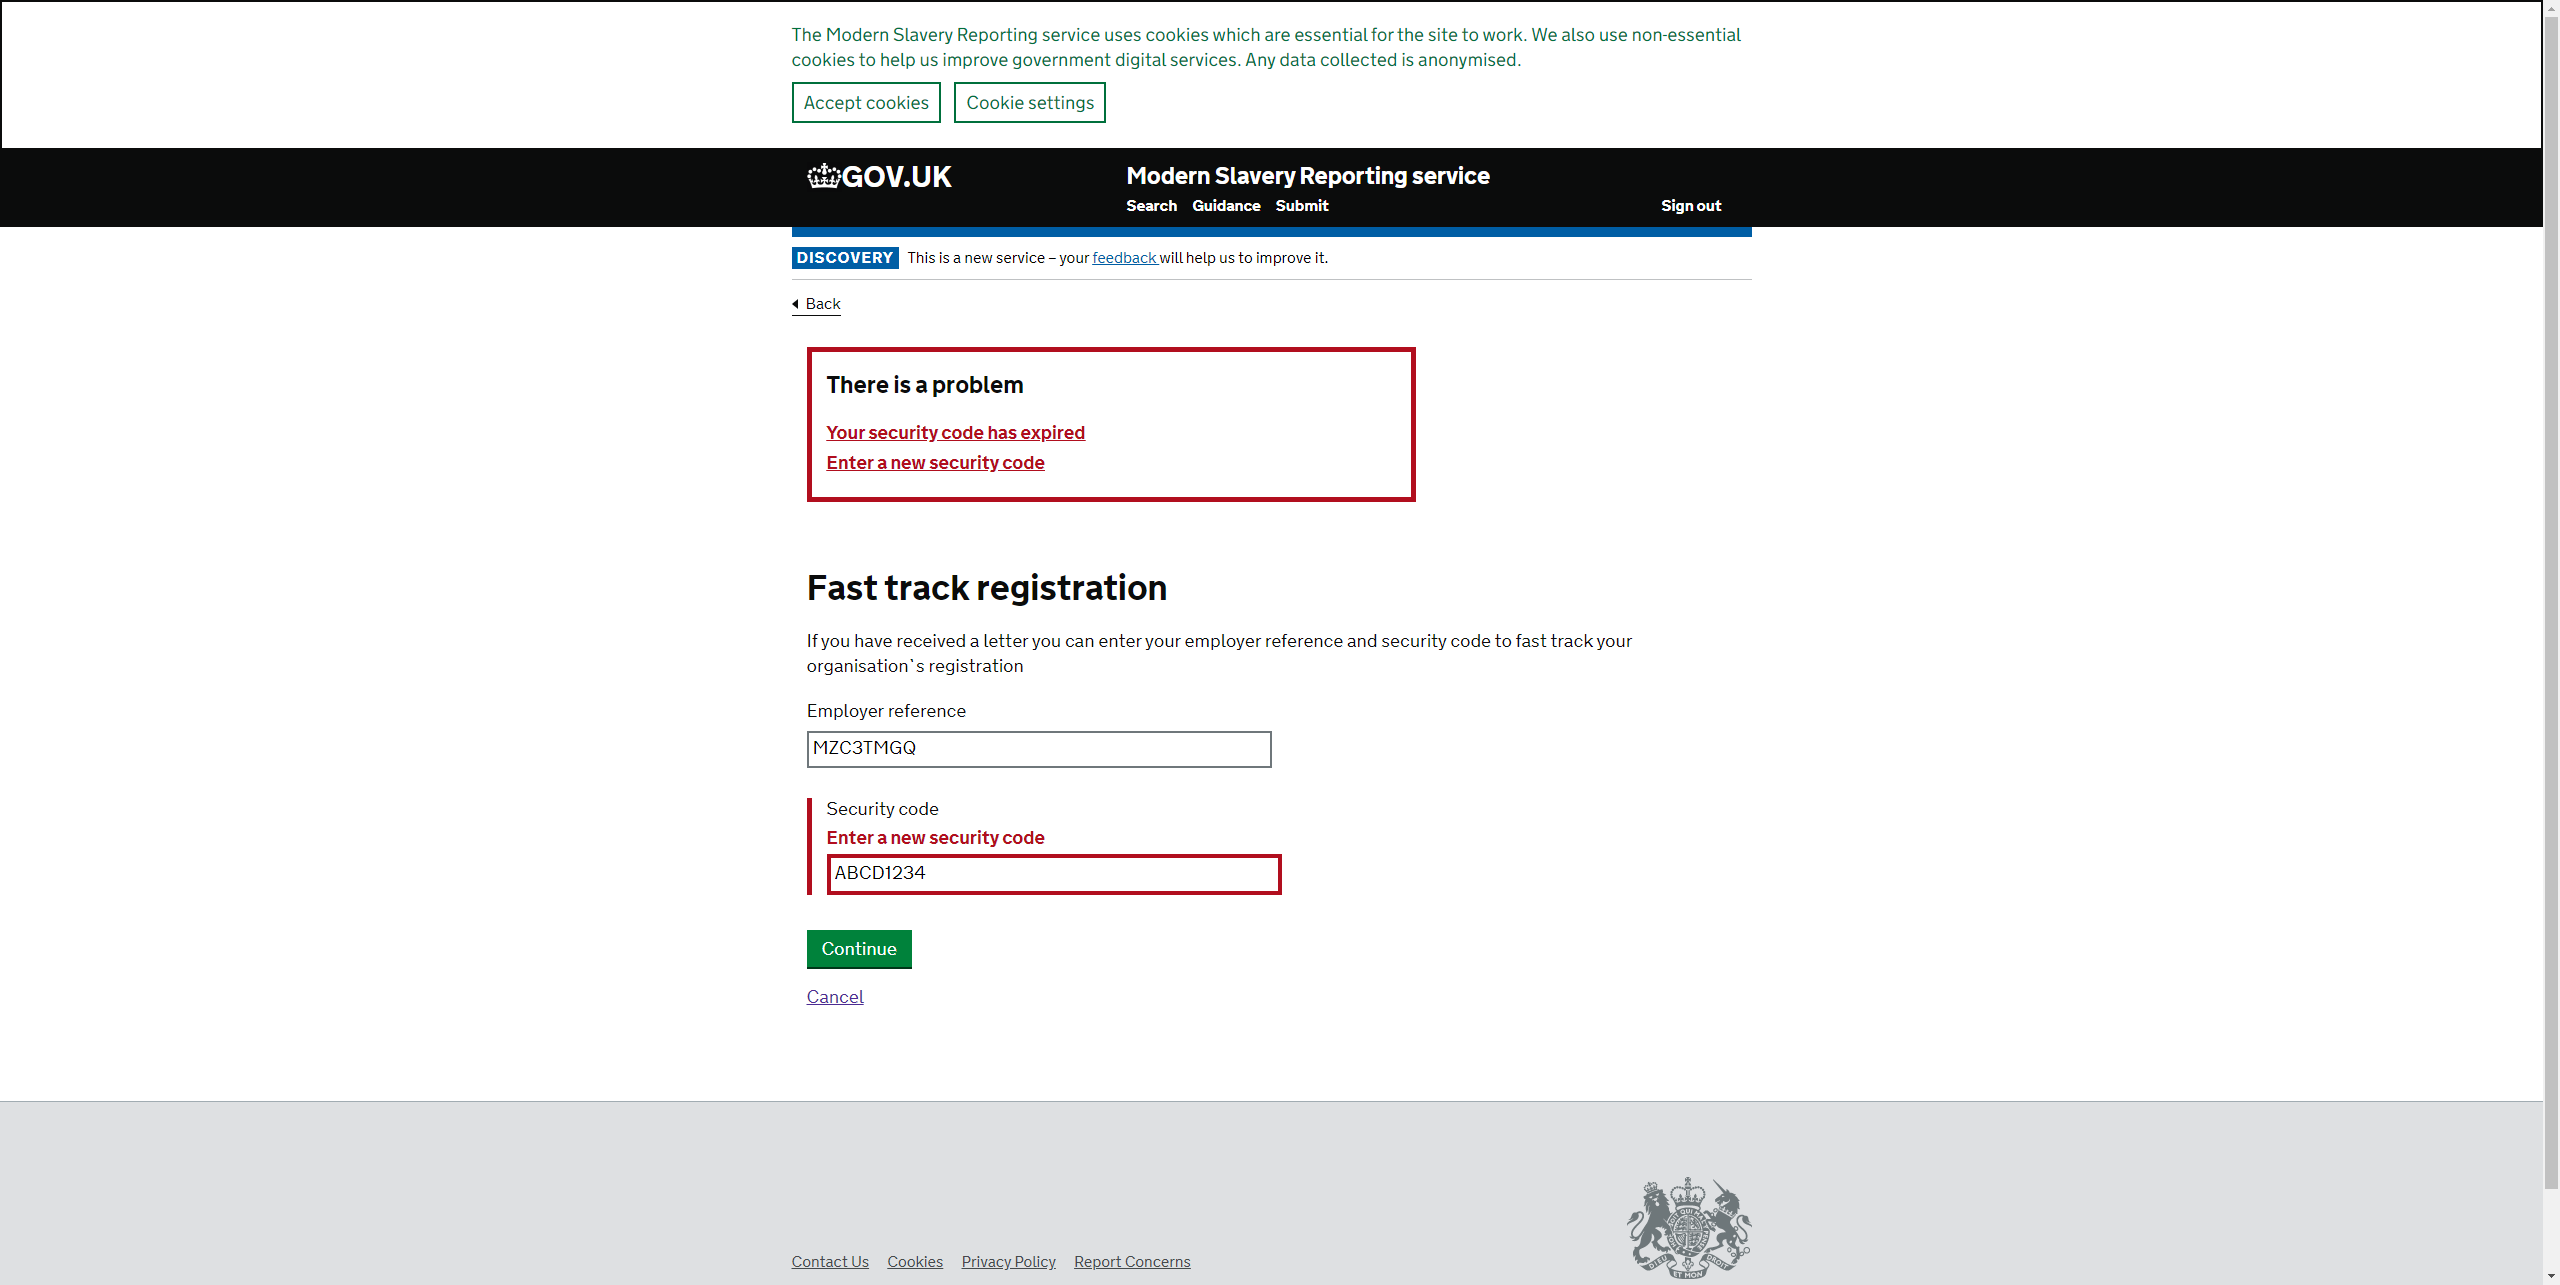 The Modern Slavery Reporting service uses cookies which are essential for the site to work. We also use non-essential
cookies to help us improve government digital services. Any data collected is anonymised.
Accept cookies Cookie settings
GOV.UK Modern Slavery Reporting service
Search Guidance Submit Sign out
DISCOVERY This is a new service – your feedback will help us to improve it.
Back
There is a problem
Your security code has expired
Enter a new security code
Fast track registration
If you have received a letter you can enter your employer reference and security code to fast track your
organisation`s registration
Employer reference
MZC3TMGQ
Security code
Enter a new security code
ABCD1234
Continue
Cancel
Contact Us Cookies Privacy Policy Report Concerns